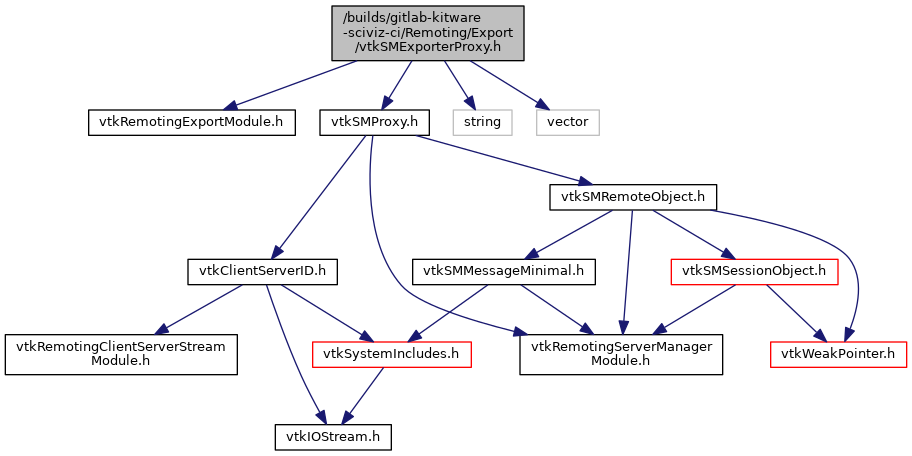 /builds/gitlab-kitware
-sciviz-ci/Remoting/Export
/vtkSMExporterProxy.h
vtkRemotingExportModule.h
vtkSMProxy.h
string
vector
vtkSMRemoteObject.h
vtkClientServerID.h
vtkSMMessageMinimal.h
vtkSMSessionObject.h
vtkRemotingClientServerStream
Module.h
vtkSystemIncludes.h
vtkRemotingServerManager
Module.h
vtkWeakPointer.h
vtkIOStream.h